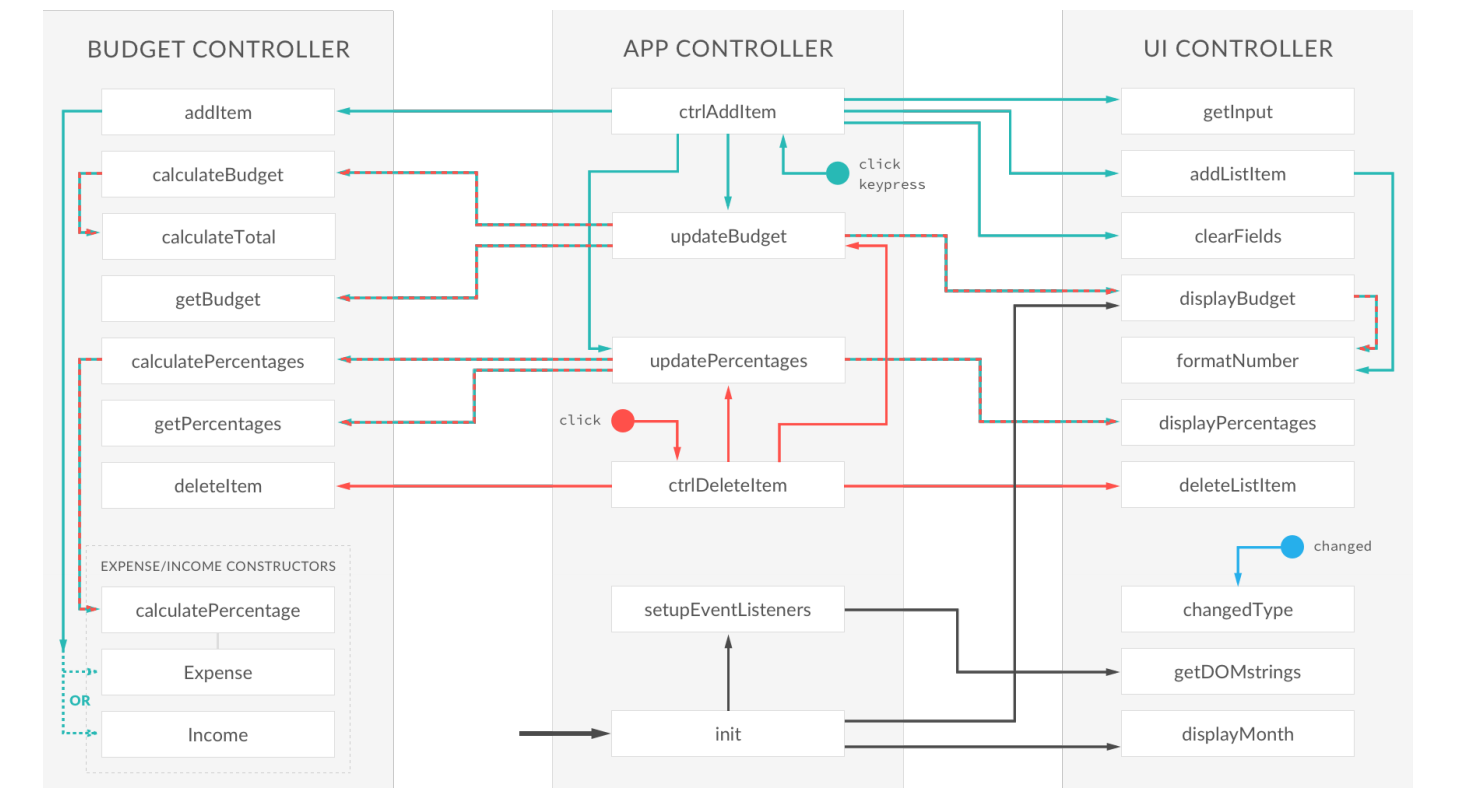 BUDGET CONTROLLER
addItem
calculateBudget
calculateTotal
getBudget
calculatePercentages
getPercentages
deleteItem
EXPENSE/INCOME CONSTRUCTORS
calculatePercentage
Expense
OR
Income
APP CONTROLLER
ctrlAddItem
click
keypress
updateBudget
updatePercentages
click
ctrlDeleteItem
setupEventListeners
init
UI CONTROLLER
getInput
addListItem
clearFields
displayBudget
formatNumber
displayPercentages
deleteListItem
changed
changedType
getDOMstrings
displayMonth